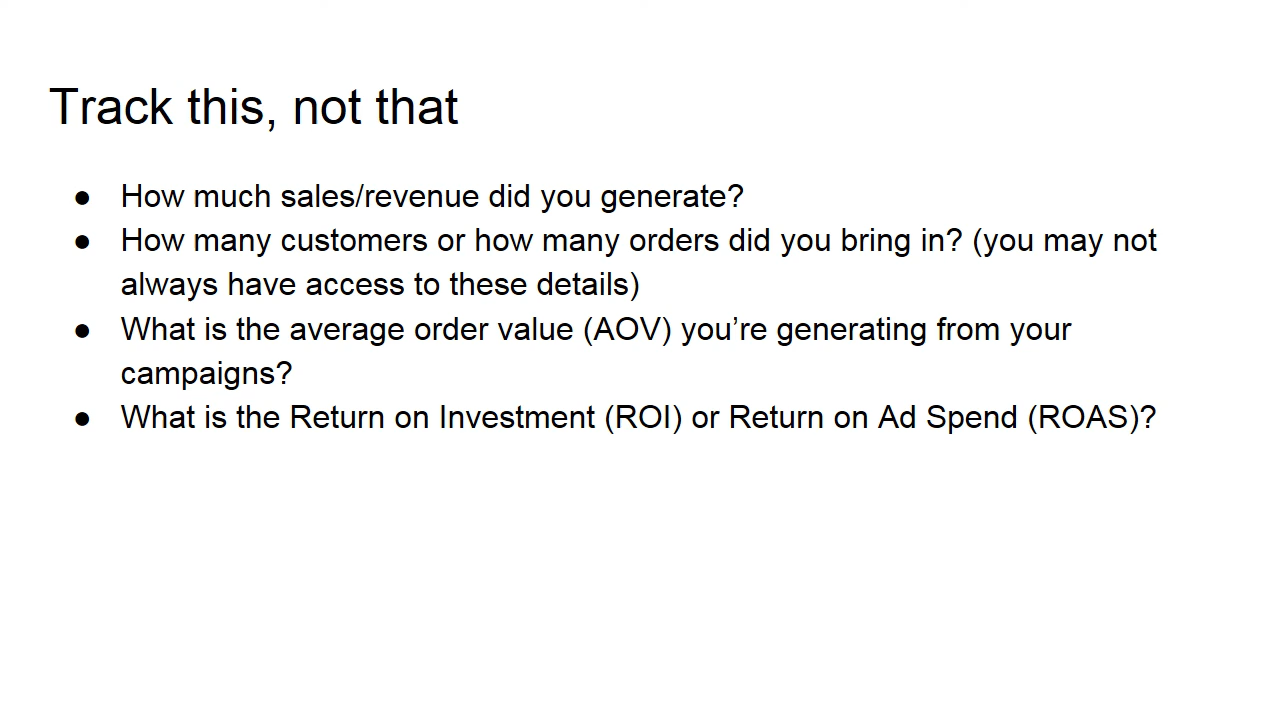 Track this, not that
● How much sales/revenue did you generate?
● How many customers or how many orders did you bring in? (you may not
always have access to these details)
● What is the average order value (AOV) you’re generating from your
campaigns?
● What is the Return on Investment (ROI) or Return on Ad Spend (ROAS)?